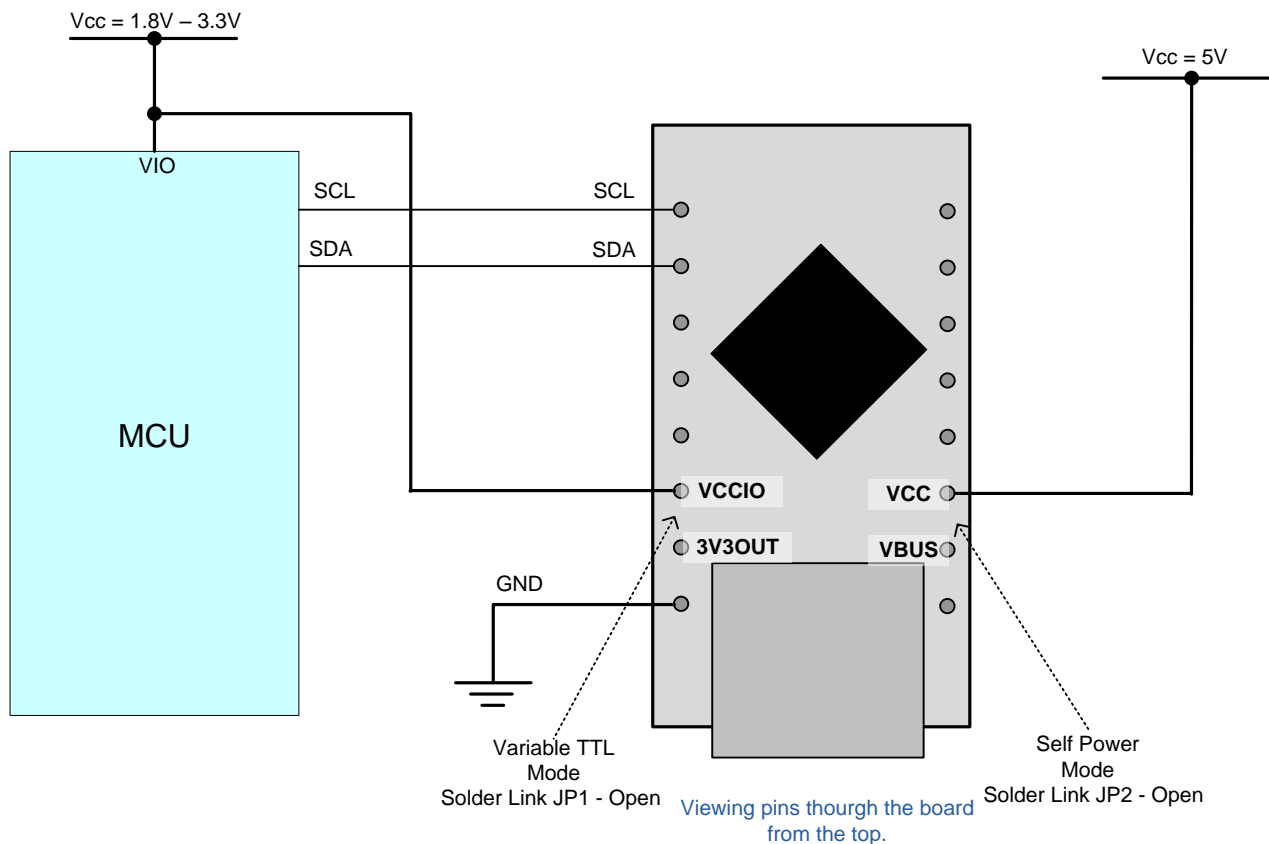 Vcc = 1.8V – 3.3V
Vcc = 5V
VIO
SCL
SCL
SDA
SDA
MCU
VCCIO
VCC
3V3OUT
VBUS
GND
Variable TTL
Mode
Solder Link JP1 - Open
Self Power
Mode
Solder Link JP2 - Open
Viewing pins thourgh the board
from the top.